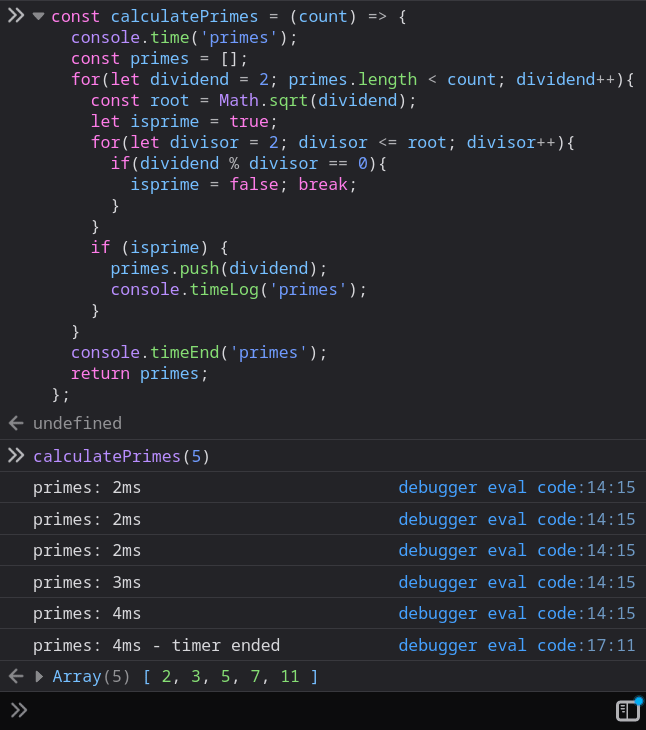 const calculatePrimes = (count) => {
  console.time('primes');
  const primes = [];
  for(let dividend = 2; primes.length < count; dividend++){
    const root = Math.sqrt(dividend);
    let isprime = true;
    for(let divisor = 2; divisor <= root; divisor++){
      if(dividend % divisor == 0){
        isprime = false; break;
      }
    }
    if (isprime) {
      primes.push(dividend);
      console.timeLog('primes');
    }
  }
  console.timeEnd('primes');
  return primes;
};
undefined
calculatePrimes(5)
primes: 2ms debugger eval code:14:15
primes: 2ms debugger eval code:14:15
primes: 2ms debugger eval code:14:15
primes: 3ms debugger eval code:14:15
primes: 4ms debugger eval code:14:15
primes: 4ms - timer ended debugger eval code:17:11
Array(5) [ 2, 3, 5, 7, 11 ]